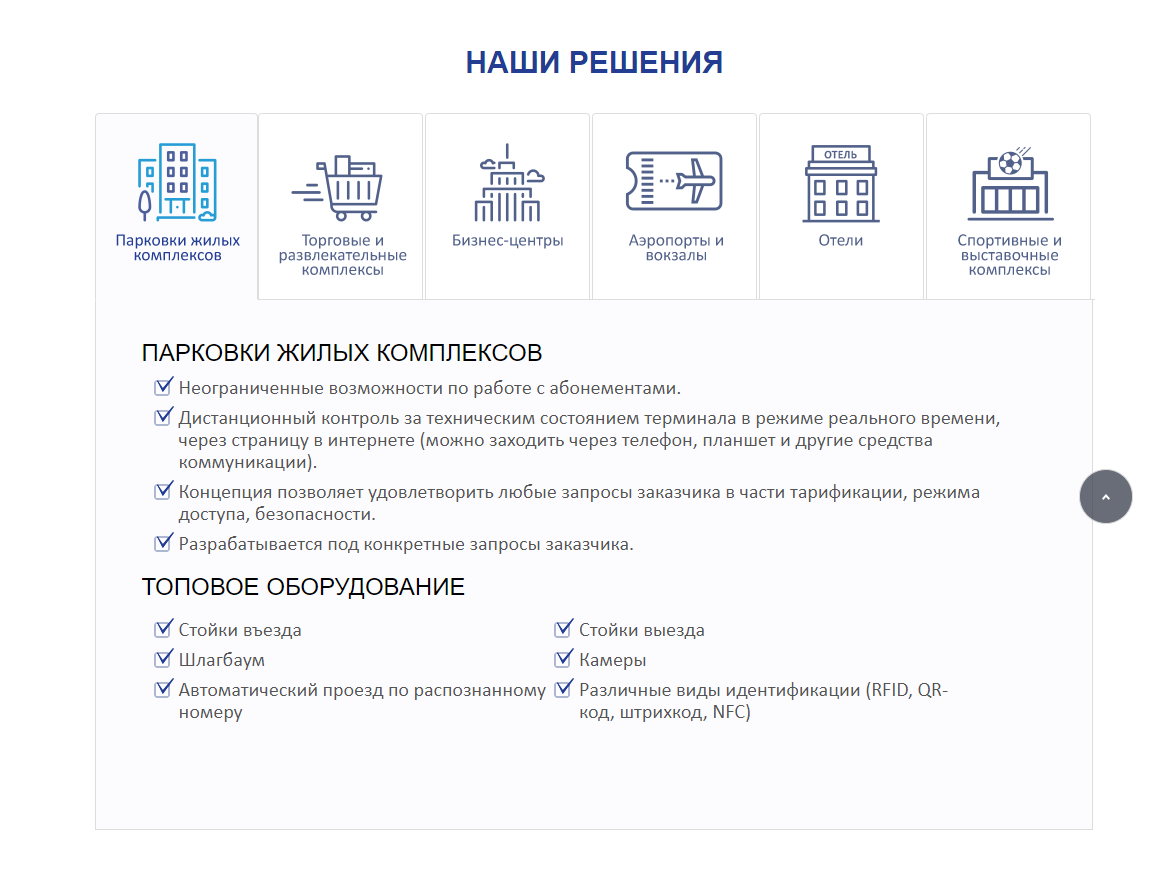 НАШИ РЕШЕНИЯ
ОТЕЛЬ
Парковки жилых
комплексов
Торговые и
развлекательные
комплексы
Бизнес-центры
Аэропорты и
вокзалы
Отели
Спортивные и
выставочные
комплексы
ПАРКОВКИ ЖИЛЫХ КОМПЛЕКСОВ
Неограниченные возможности по работе с абонементами.
Дистанционный контроль за техническим состоянием терминала в режиме реального времени,
через страницу в интернете (можно заходить через телефон, планшет и другие средства
коммуникации).
Концепция позволяет удовлетворить любые запросы заказчика в части тарификации, режима
доступа, безопасности.
Разрабатывается под конкретные запросы заказчика.
ТОПОВОЕ ОБОРУДОВАНИЕ
Стойки въезда
Шлагбаум
Автоматический проезд по распознанному
номеру
Стойки выезда
Камеры
Различные виды идентификации (RFID, QR-
код, штрихкод, NFC)